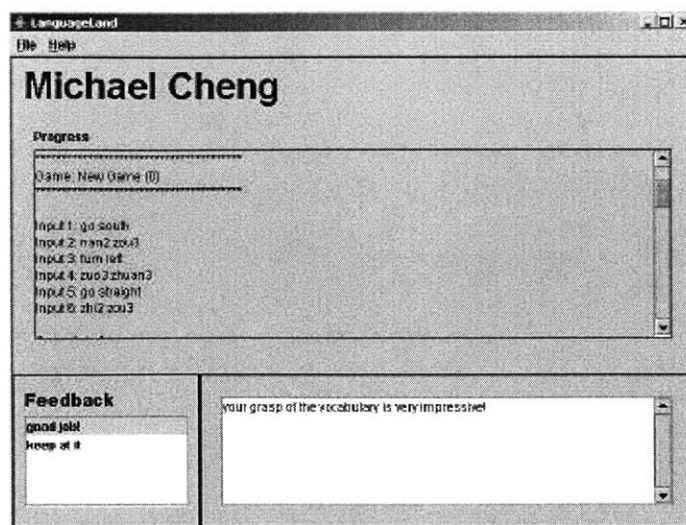 LanguageLand
File Help
Michael Cheng
Progress
Game: New Game (0)
Input 1: go south
Input 2: nan2 zou3
Input 3: turn left
Input 4: zuo3 zhuan3
Input 5: go straight
Input 6: zhi2 zou3
Feedback
good job!
keep at it
your grasp of the vocabulary is very impressive!